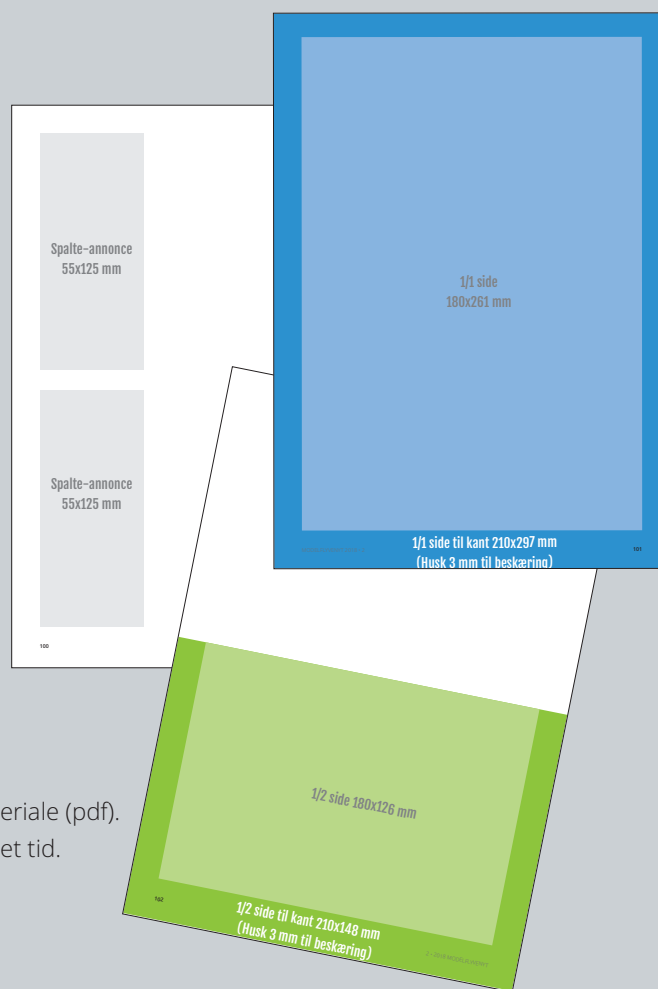 Spalte-annonce
55x125 mm
Spalte-annonce
55x125 mm
100
1/1 side
180x261 mm
1/1 side til kant 210x297 mm
(Husk 3 mm til beskæring)
101
eriale (pdf).
et tid.
1/2 side 180x126 mm
102
1/2 side til kant 210x148 mm
(Husk 3 mm til beskæring)